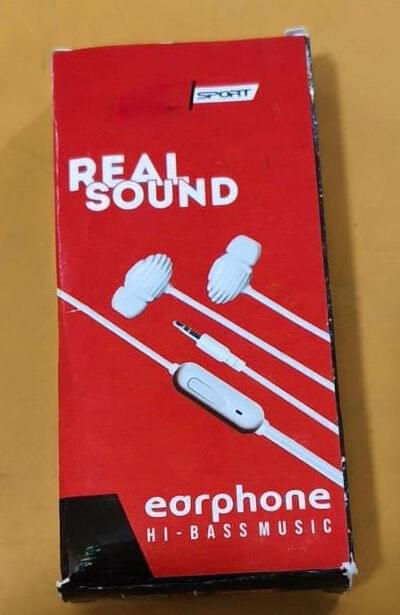 SPORT
REAL
SOUND
earphone
HI-BASS MUSIC